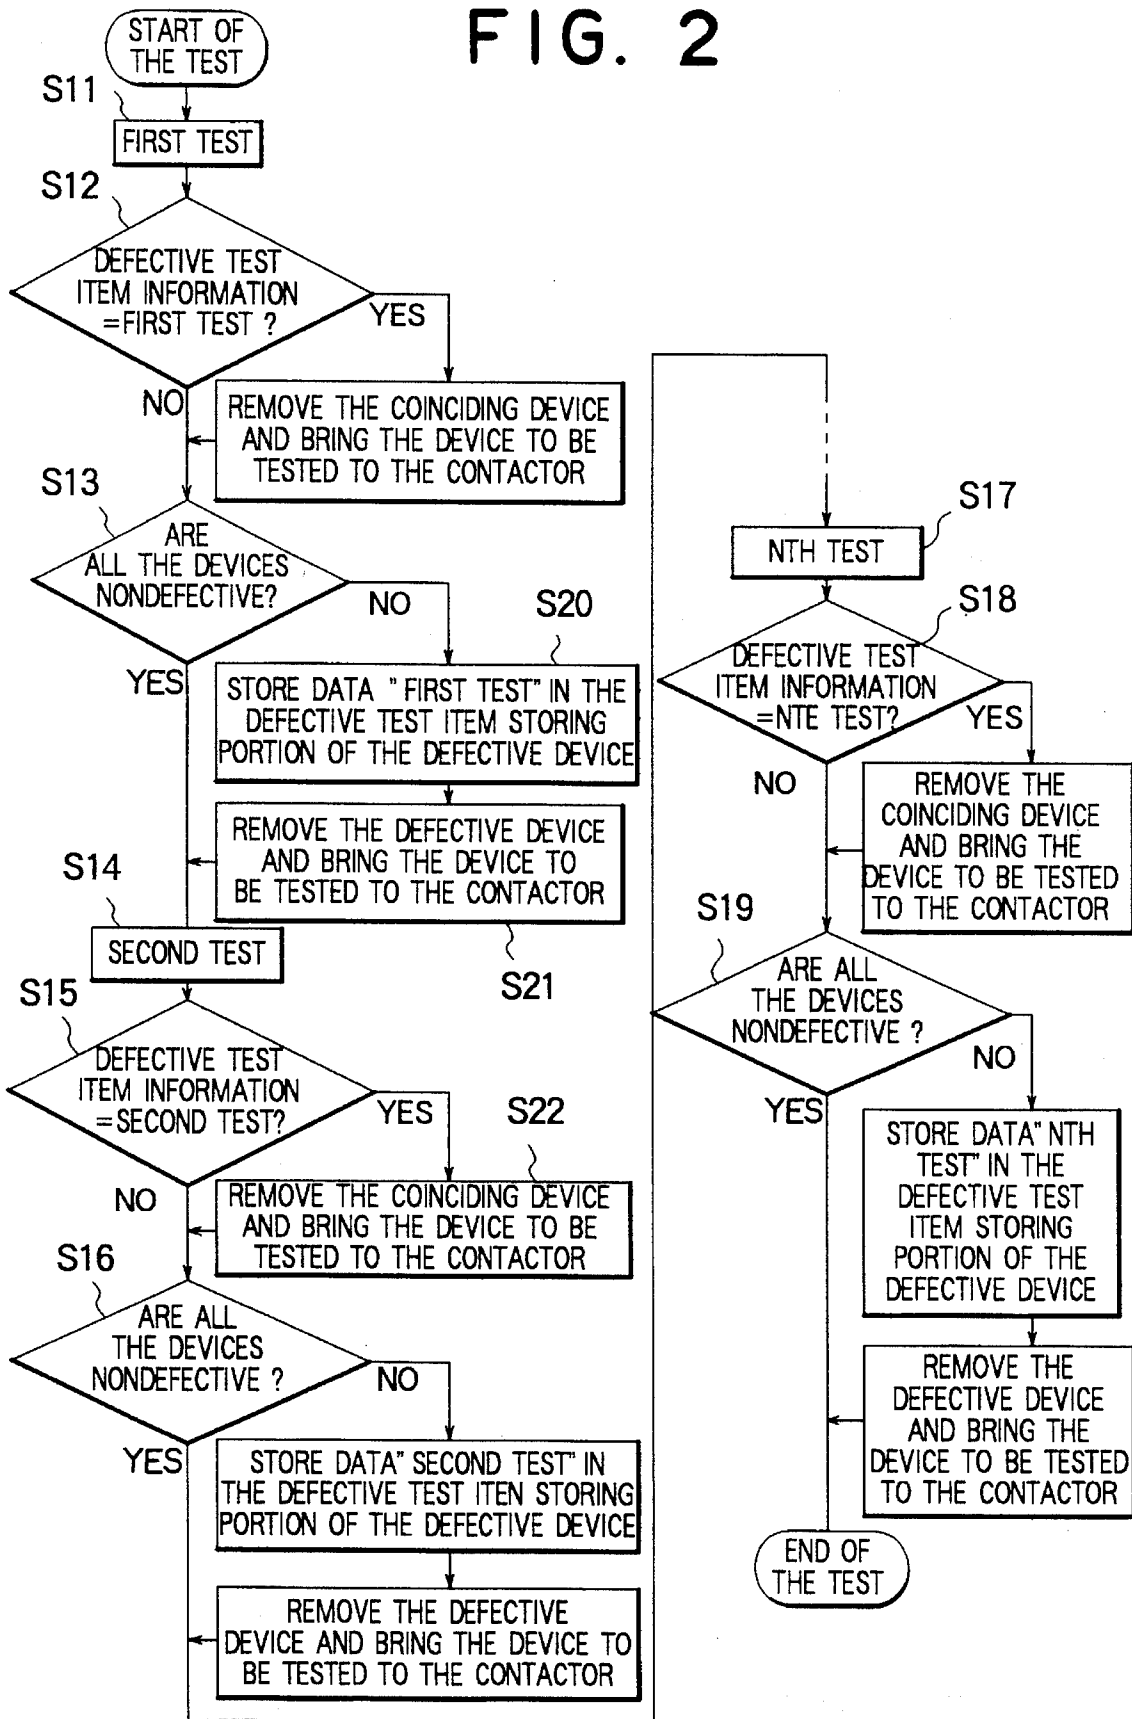 FIG. 2
START OF
THE TEST
S11
FIRST TEST
S12
DEFECTIVE TEST
ITEM INFORMATION
=FIRST TEST ?
YES
NO
REMOVE THE COINCIDING DEVICE
AND BRING THE DEVICE TO BE
TESTED TO THE CONTACTOR
S13
ARE
ALL THE DEVICES
NONDEFECTIVE?
NO
YES
S20
STORE DATA "FIRST TEST" IN THE
DEFECTIVE TEST ITEM STORING
PORTION OF THE DEFECTIVE DEVICE
REMOVE THE DEFECTIVE DEVICE
AND BRING THE DEVICE TO
BE TESTED TO THE CONTACTOR
S21
S14
SECOND TEST
S15
DEFECTIVE TEST
ITEM INFORMATION
=SECOND TEST?
YES
NO
S22
REMOVE THE COINCIDING DEVICE
AND BRING THE DEVICE TO BE
TESTED TO THE CONTACTOR
S16
ARE ALL
THE DEVICES
NONDEFECTIVE ?
NO
YES
STORE DATA"SECOND TEST"IN
THE DEFECTIVE TEST ITEN STORING
PORTION OF THE DEFECTIVE DEVICE
REMOVE THE DEFECTIVE
DEVICE AND BRING THE DEVICE TO
BE TESTED TO THE CONTACTOR
S17
NTH TEST
S18
DEFECTIVE TEST
ITEM INFORMATION
=NTE TEST?
YES
NO
REMOVE THE
COINCIDING DEVICE
AND BRING THE
DEVICE TO BE TESTED
TO THE CONTACTOR
S19
ARE ALL
THE DEVICES
NONDEFECTIVE ?
NO
YES
STORE DATA"NTH
TEST"IN THE
DEFECTIVE TEST
ITEM STORING
PORTION OF THE
DEFECTIVE DEVICE
REMOVE THE
DEFECTIVE DEVICE
AND BRING THE
DEVICE TO BE TESTED
TO THE CONTACTOR
END OF
THE TEST